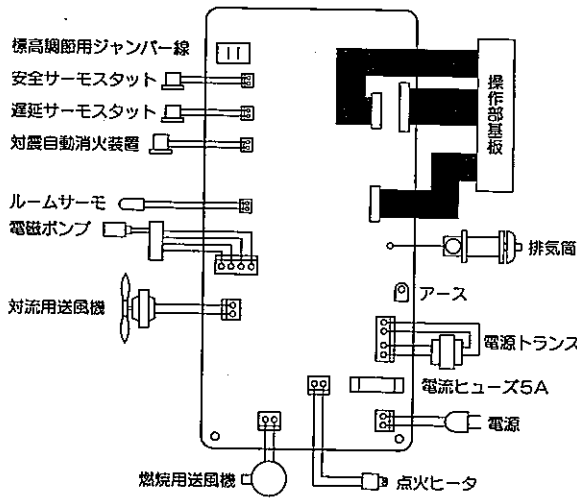 標高調節用ジャンパー線
安全サーモスタット
遅延サーモスタット
対震自動消火装置
ルームサーモ
電磁ポンプ
対流用送風機
操作部基板
排気筒
アース
電源トランス
電流ヒューズ5A
電源
燃焼用送風機
点火ヒータ